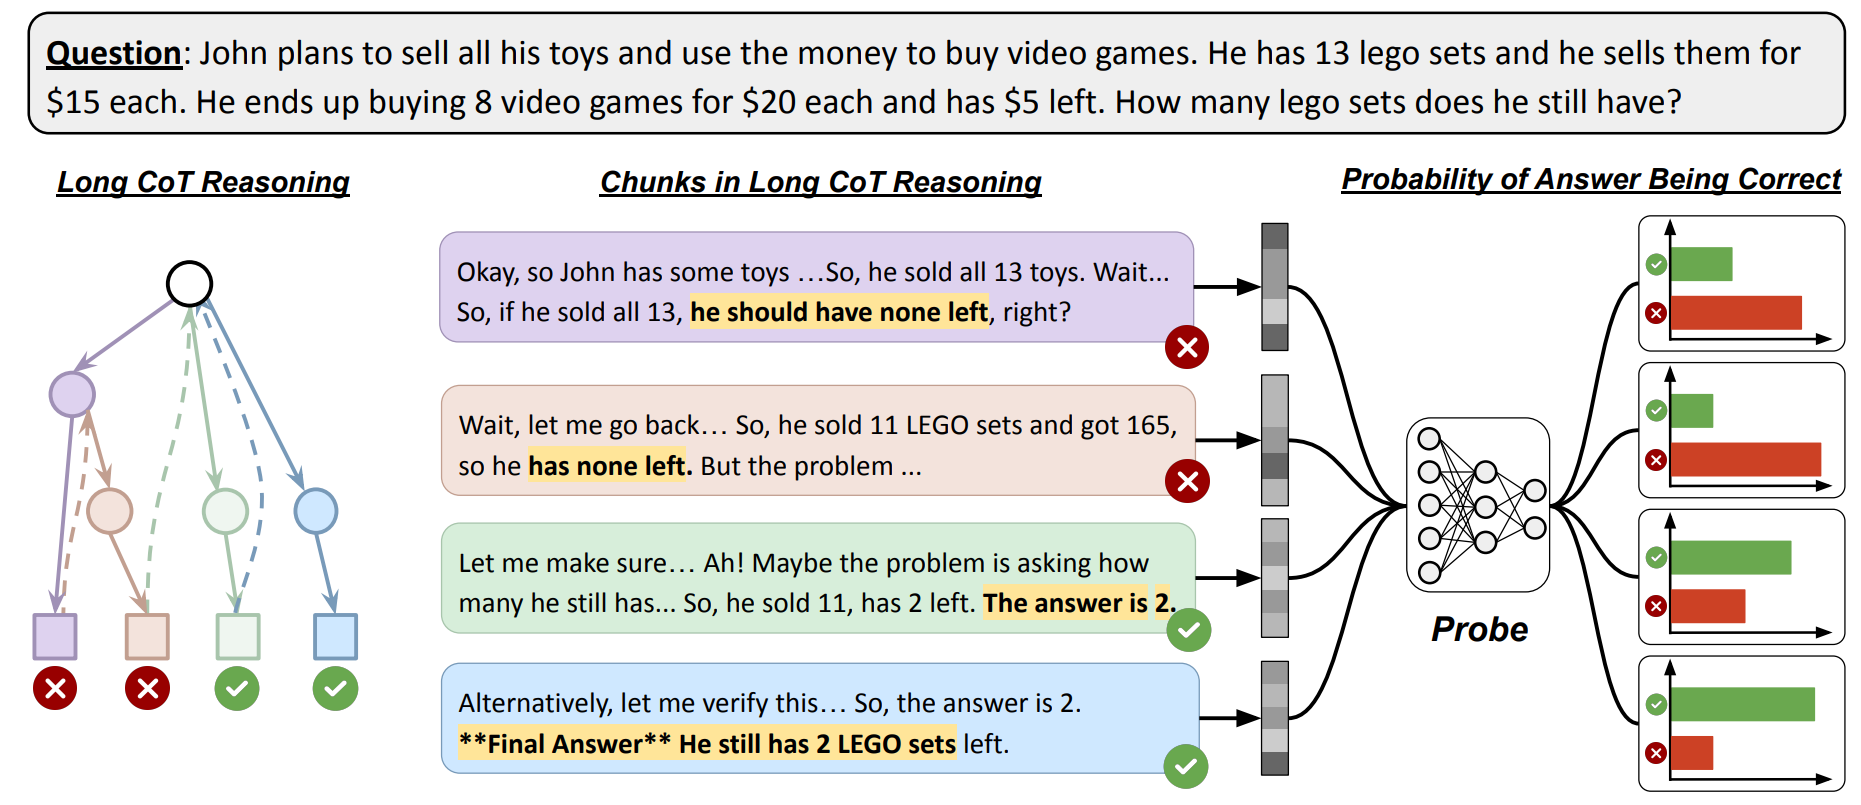 Question: John plans to sell all his toys and use the money to buy video games. He has 13 lego sets and he sells them for
$15 each. He ends up buying 8 video games for $20 each and has $5 left. How many lego sets does he still have?
Long CoT Reasoning
Chunks in Long CoT Reasoning
Probability of Answer Being Correct
Okay, so John has some toys …So, he sold all 13 toys. Wait...
So, if he sold all 13, he should have none left, right?
Wait, let me go back… So, he sold 11 LEGO sets and got 165,
so he has none left. But the problem ...
Let me make sure… Ah! Maybe the problem is asking how
many he still has... So, he sold 11, has 2 left. The answer is 2.
Alternatively, let me verify this… So, the answer is 2.
**Final Answer** He still has 2 LEGO sets left.
Probe